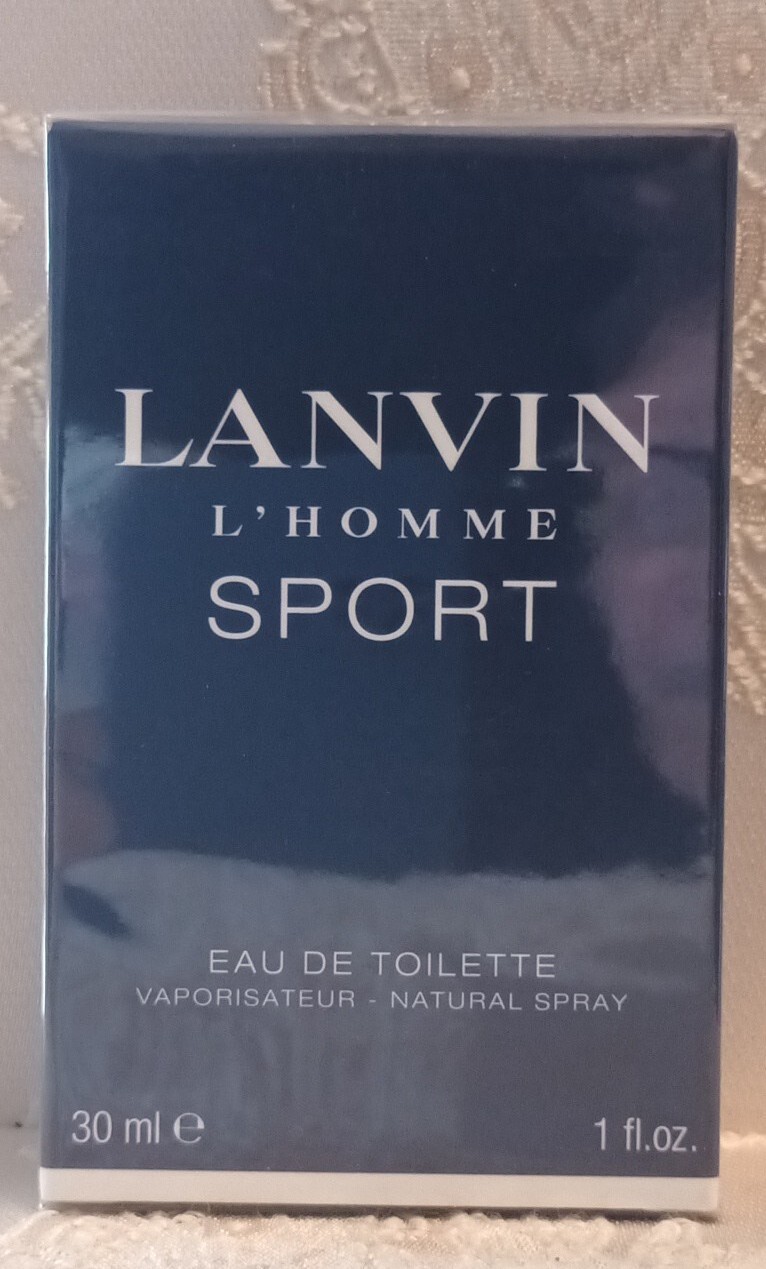 LANVIN
L'HOMME
SPORT
EAU DE TOILETTE
VAPORISATEUR - NATURAL SPRAY
30 ml ℮ 1 fl.oz.